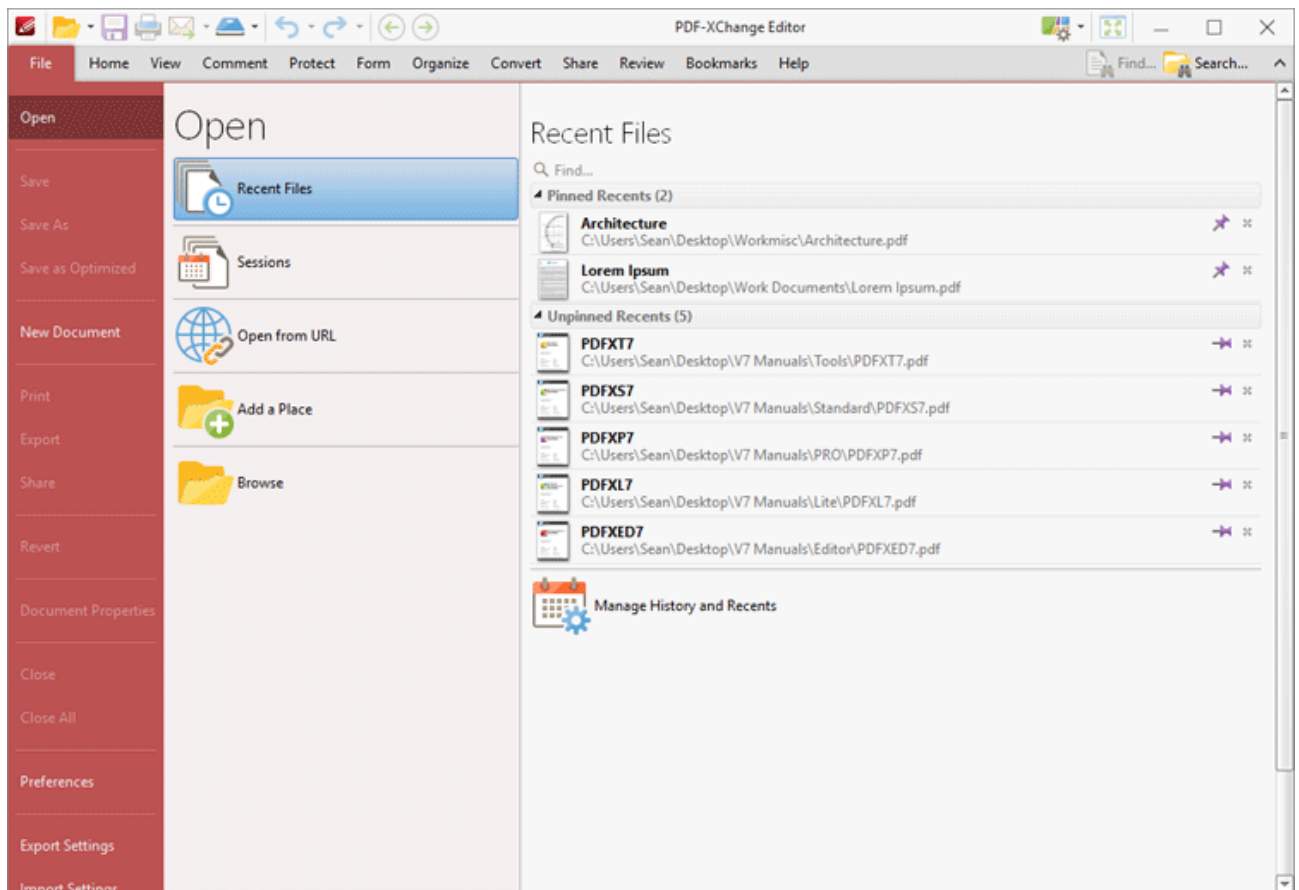 PDF-XChange Editor
File Home View Comment Protect Form Organize Convert Share Review Bookmarks Help Find... Search...
Open
Save
Save As
Save as Optimized
New Document
Print
Export
Share
Revert
Document Properties
Close
Close All
Preferences
Export Settings
Import Settings
Open
Recent Files
Sessions
Open from URL
Add a Place
Browse
Recent Files
Find...
Pinned Recents (2)
Architecture
C:\Users\Sean\Desktop\Workmisc\Architecture.pdf
Lorem Ipsum
C:\Users\Sean\Desktop\Work Documents\Lorem Ipsum.pdf
Unpinned Recents (5)
PDFXT7
C:\Users\Sean\Desktop\V7 Manuals\Tools\PDFXT7.pdf
PDFXS7
C:\Users\Sean\Desktop\V7 Manuals\Standard\PDFXS7.pdf
PDFXP7
C:\Users\Sean\Desktop\V7 Manuals\PRO\PDFXP7.pdf
PDFXL7
C:\Users\Sean\Desktop\V7 Manuals\Lite\PDFXL7.pdf
PDFXED7
C:\Users\Sean\Desktop\V7 Manuals\Editor\PDFXED7.pdf
Manage History and Recents